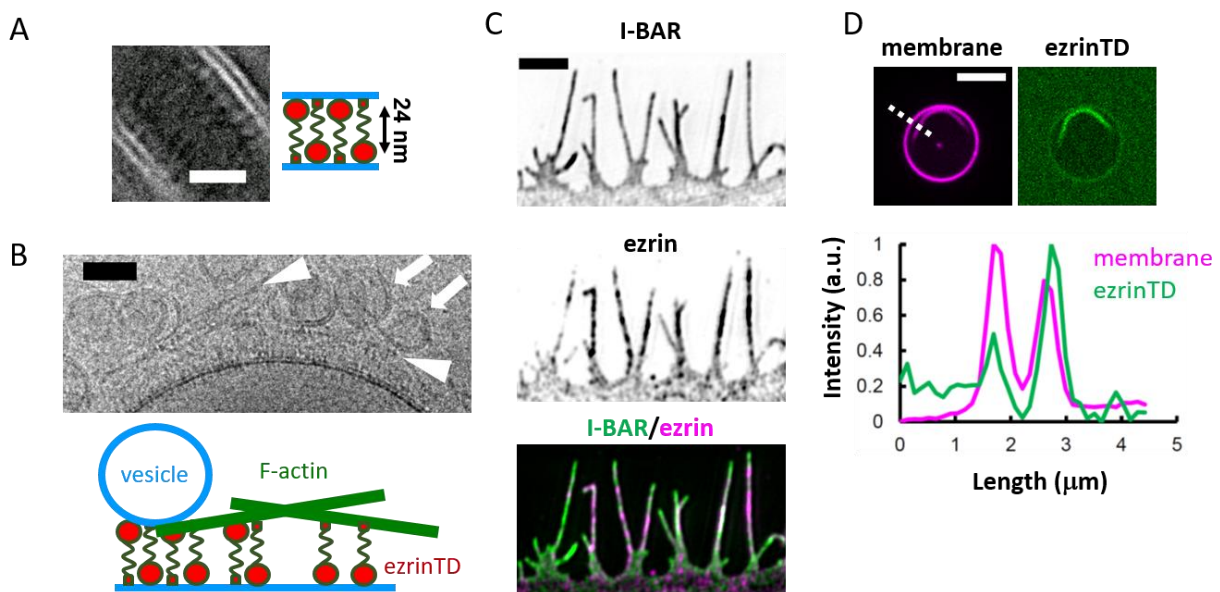 A
24 nm
B
vesicle
F-actin
ezrinTD
C
I-BAR
ezrin
I-BAR/ezrin
D
membrane
ezrinTD
Intensity (a.u.)
1
0.8
0.6
0.4
0.2
0
membrane
ezrinTD
0 1 2 3 4 5
Length (μm)